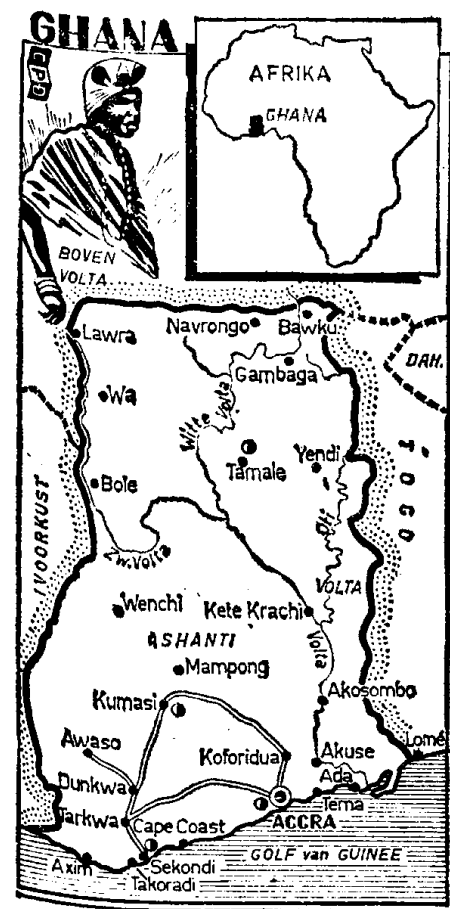 GHANA
GPD
AFRIKA
GHANA
BOVEN
VOLTA
Lawra
Navrongo
Bawku
Gambaga
DAH.
Wa
Witte Volta
Tamale
Yendi
TOGO
Bole
IVOORKUST
Zw. Volta
Oti
VOLTA
Wenchi
Kete Krachi
ASHANTI
Volta
Mampong
Kumasi
Akosombo
Awaso
Koforidua
Akuse
Lomé
Dunkwa
Ada
Tema
Tarkwa
Cape Coast
ACCRA
GOLF van GUINEE
Axim
Sekondi
Takoradi